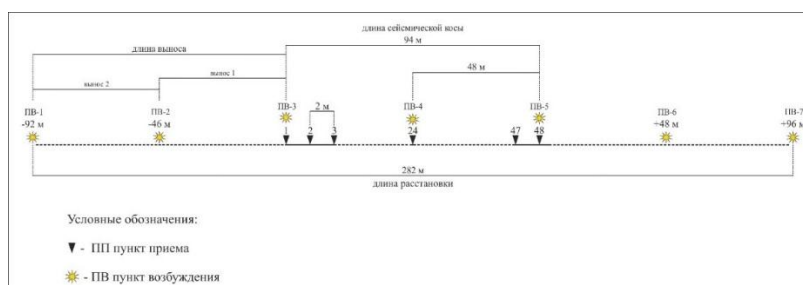 длина сейсмической косы
94 м
длина выноса
вынос 2
вынос 1
48 м
ПВ-1
-92 м
ПВ-2
-46 м
ПВ-3
2 м
ПВ-4
ПВ-5
ПВ-6
+48 м
ПВ-7
+96 м
1 2 3 24 47 48
282 м
длина расстановки
Условные обозначения:
- ПП пункт приема
- ПВ пункт возбуждения